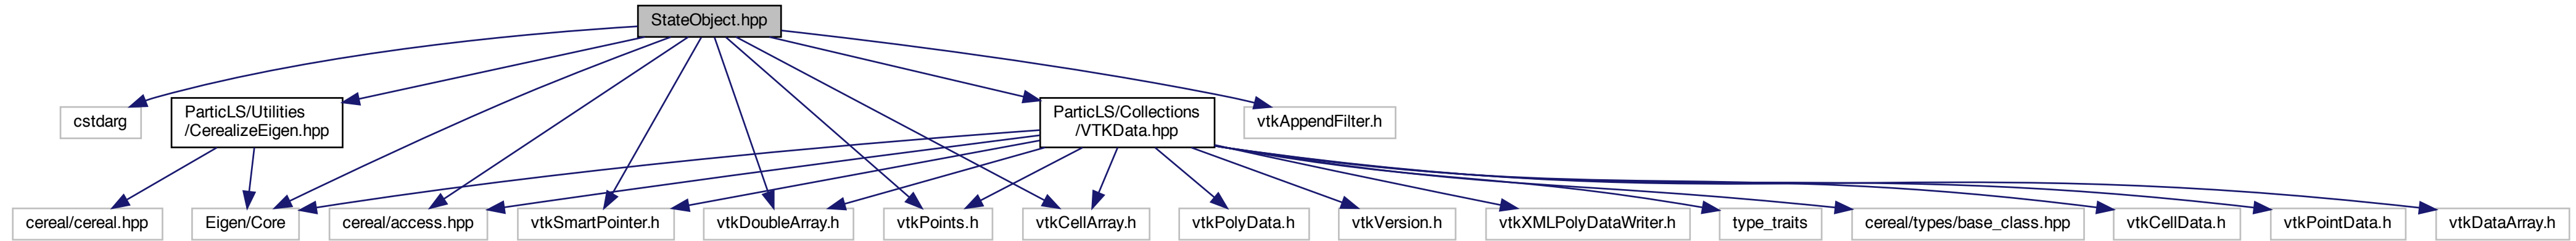 StateObject.hpp
cstdarg
ParticLS/Utilities
/CerealizeEigen.hpp
ParticLS/Collections
/VTKData.hpp
vtkAppendFilter.h
cereal/cereal.hpp
Eigen/Core
cereal/access.hpp
vtkSmartPointer.h
vtkDoubleArray.h
vtkPoints.h
vtkCellArray.h
vtkPolyData.h
vtkVersion.h
vtkXMLPolyDataWriter.h
type_traits
cereal/types/base_class.hpp
vtkCellData.h
vtkPointData.h
vtkDataArray.h